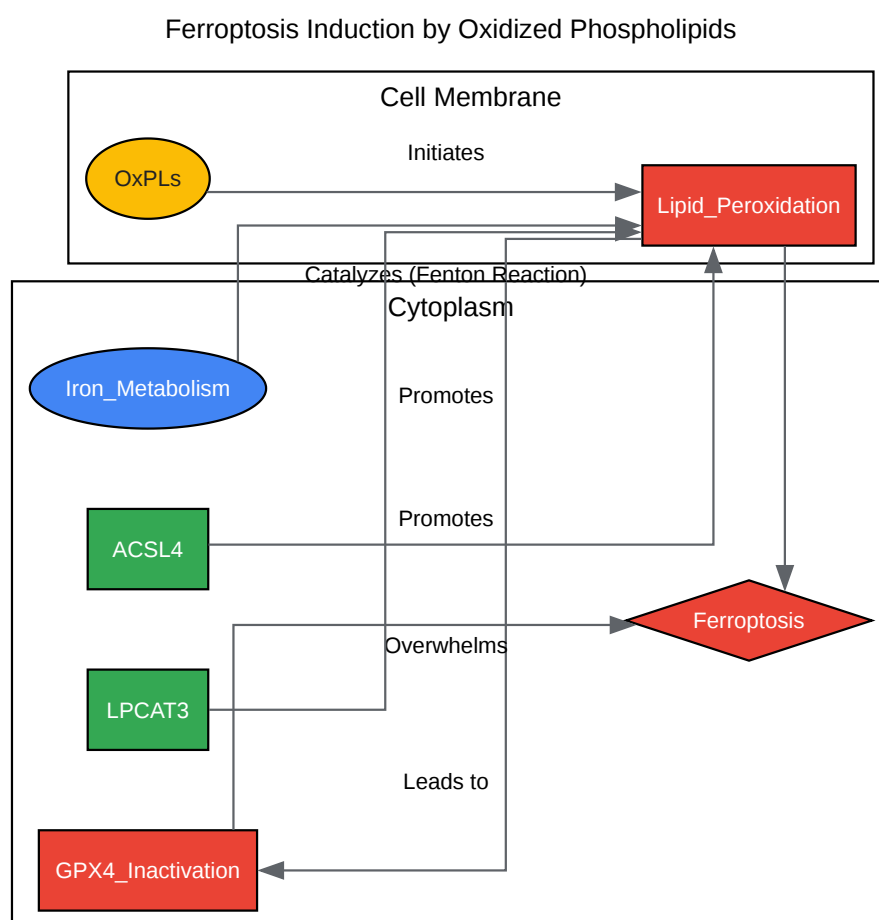 Ferroptosis Induction by Oxidized Phospholipids
Cell Membrane
Initiates
OxPLs
Lipid_Peroxidation
Catalyzes (Fenton Reaction)
Cytoplasm
Iron_Metabolism
Promotes
Promotes
ACSL4
Ferroptosis
Overwhelms
LPCAT3
Leads to
GPX4_Inactivation